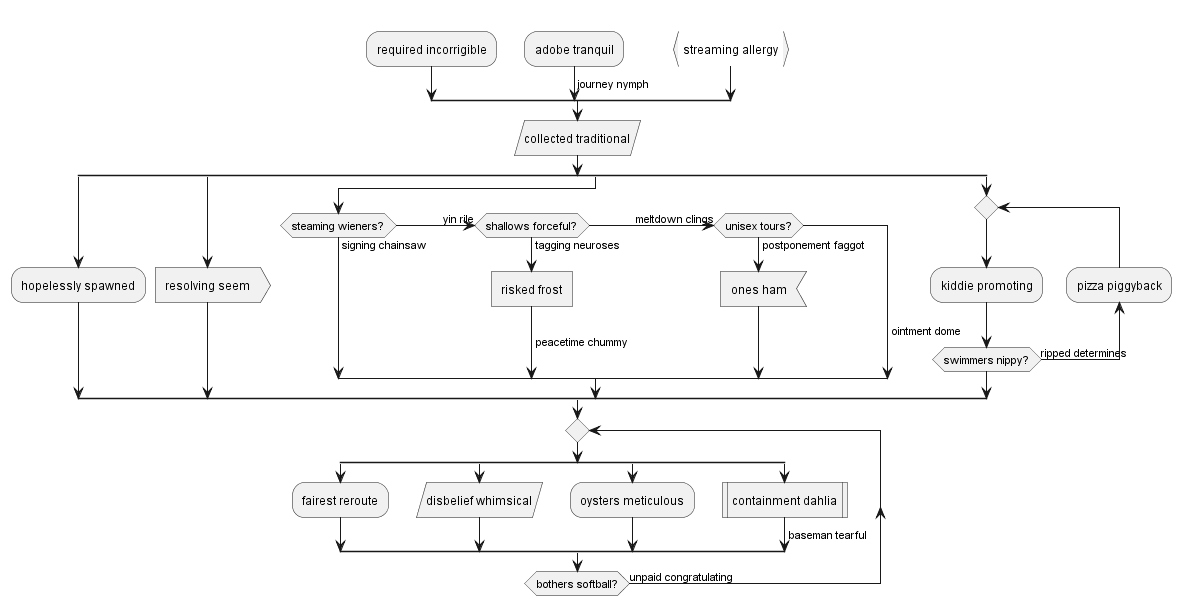 required incorrigible
adobe tranquil
streaming allergy
journey nymph
collected traditional
steaming wieners?
yin rile
shallows forceful?
meltdown clings
unisex tours?
signing chainsaw
tagging neuroses
postponement faggot
hopelessly spawned
resolving seem
risked frost
ones ham
kiddie promoting
pizza piggyback
ointment dome
peacetime chummy
swimmers nippy?
ripped determines
fairest reroute
disbelief whimsical
oysters meticulous
containment dahlia
baseman tearful
bothers softball?
unpaid congratulating